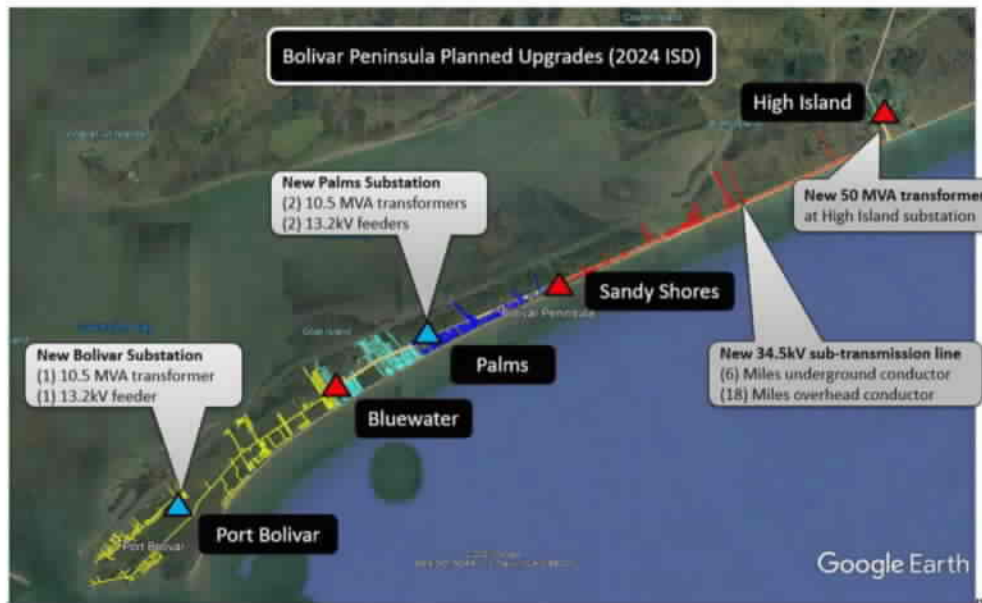 Bolivar Peninsula Planned Upgrades (2024 ISD)
High Island
New 50 MVA transformer
at High Island substation
New Palms Substation
(2) 10.5 MVA transformers
(2) 13.2kV feeders
Sandy Shores
Bolivar Peninsula
New 34.5kV sub-transmission line
(6) Miles underground conductor
(18) Miles overhead conductor
Palms
New Bolivar Substation
(1) 10.5 MVA transformer
(1) 13.2kV feeder
Bluewater
Port Bolivar
Port Bolivar
Google Earth